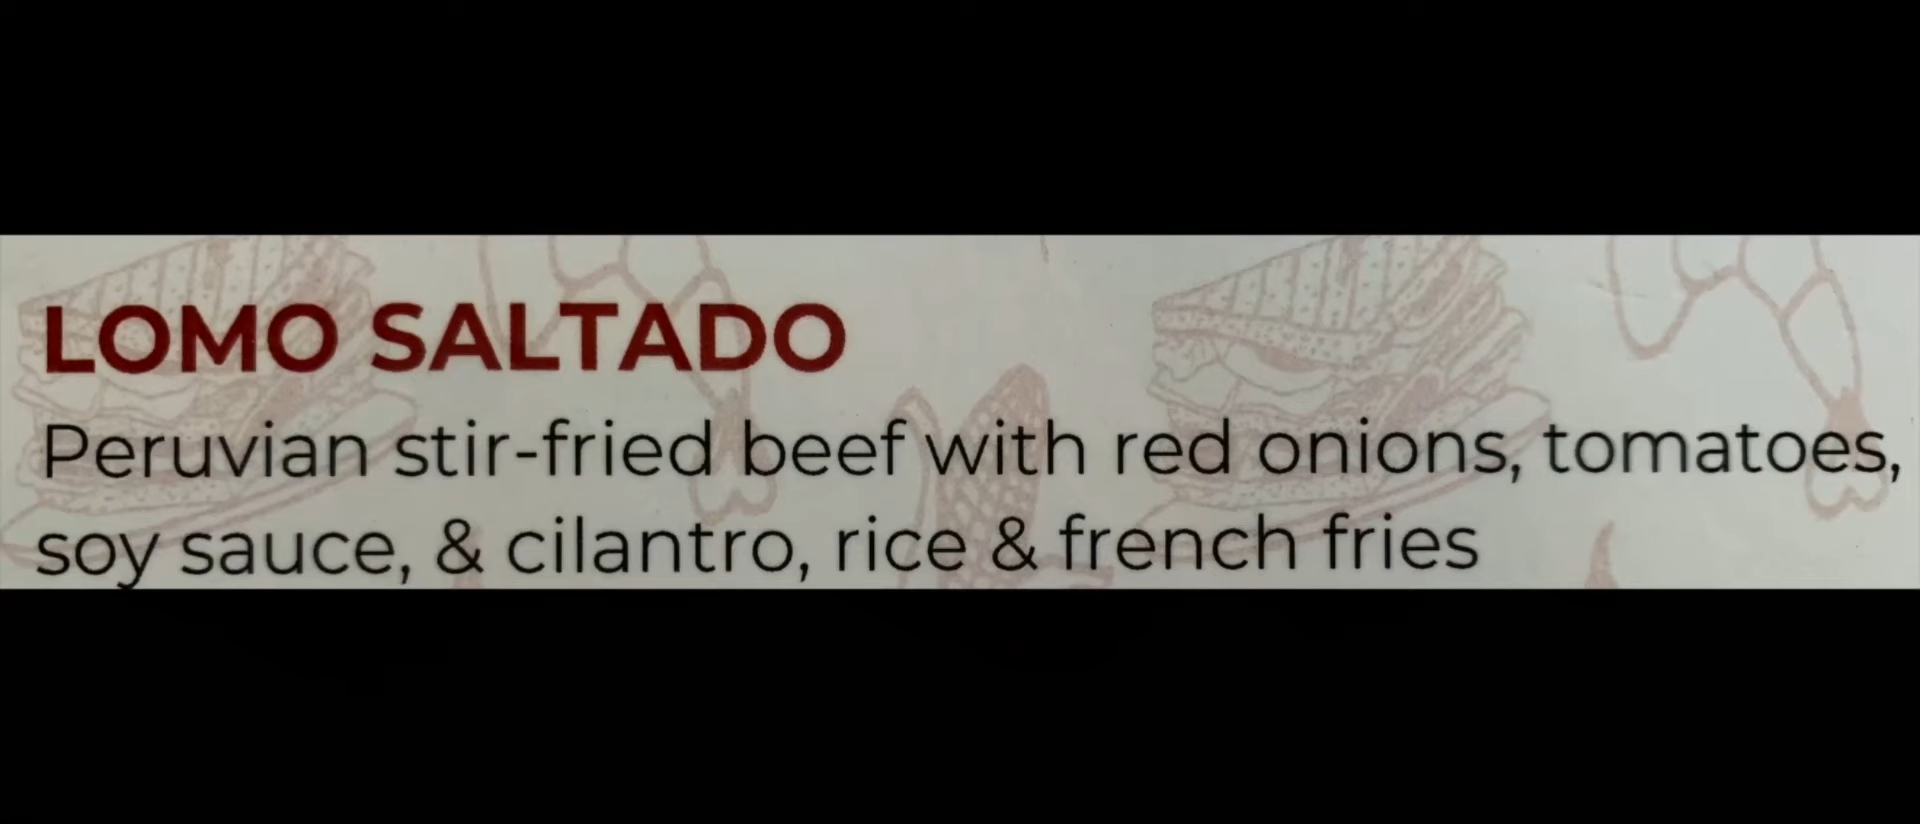 LOMO SALTADO
Peruvian stir-fried beef with red onions, tomatoes,
soy sauce, & cilantro, rice & french fries